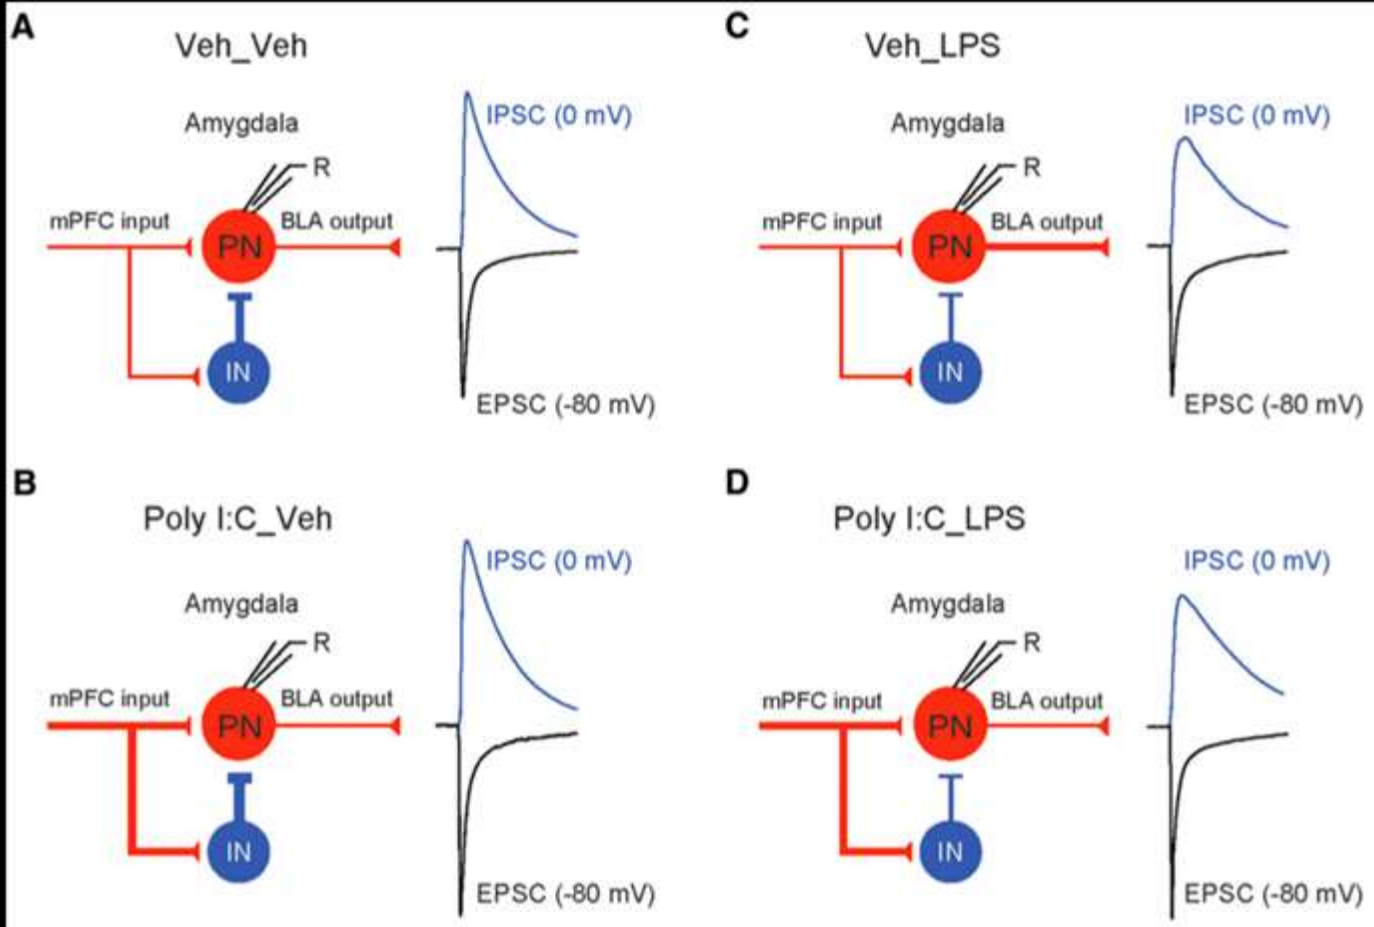 A
Veh_Veh
Amygdala
R
IPSC (0 mV)
mPFC input
PN
BLA output
IN
EPSC (-80 mV)
C
Veh_LPS
Amygdala
R
IPSC (0 mV)
mPFC input
PN
BLA output
IN
EPSC (-80 mV)
B
Poly I:C_Veh
Amygdala
R
IPSC (0 mV)
mPFC input
PN
BLA output
IN
EPSC (-80 mV)
D
Poly I:C_LPS
Amygdala
R
IPSC (0 mV)
mPFC input
PN
BLA output
IN
EPSC (-80 mV)